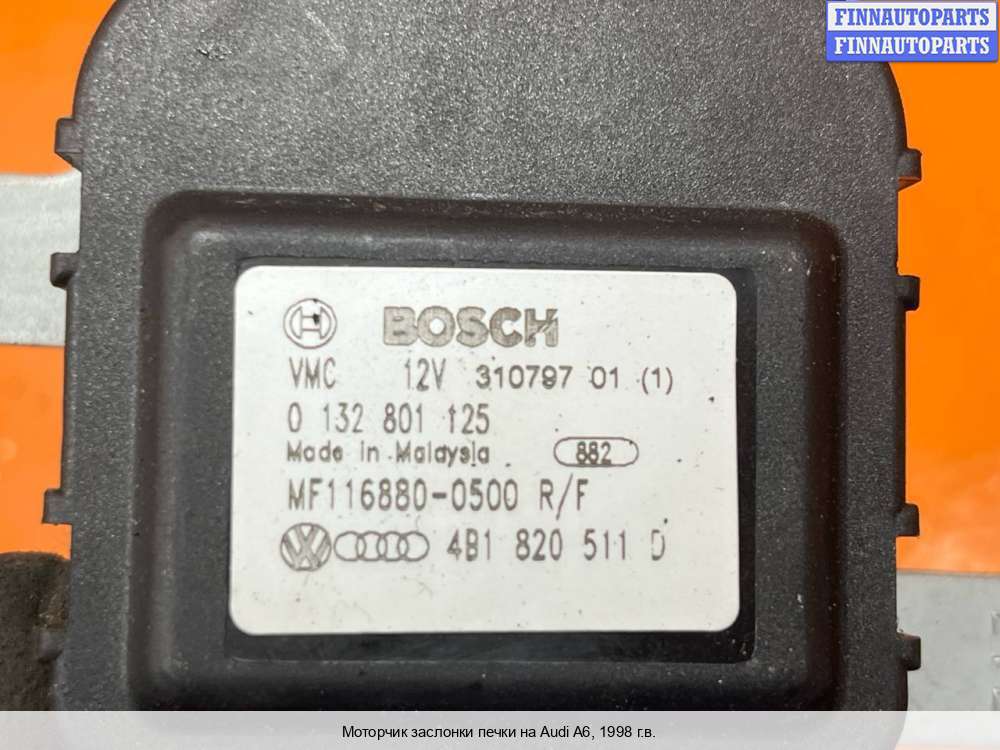 FINNAUTOPARTS
FINNAUTOPARTS
BOSCH
VMC 12V 310797 01 (1)
0 132 801 125
Made in Malaysia 882
MF116880-0500 R/F
4B1 820 511 D
Моторчик заслонки печки на Audi A6, 1998 г.в.